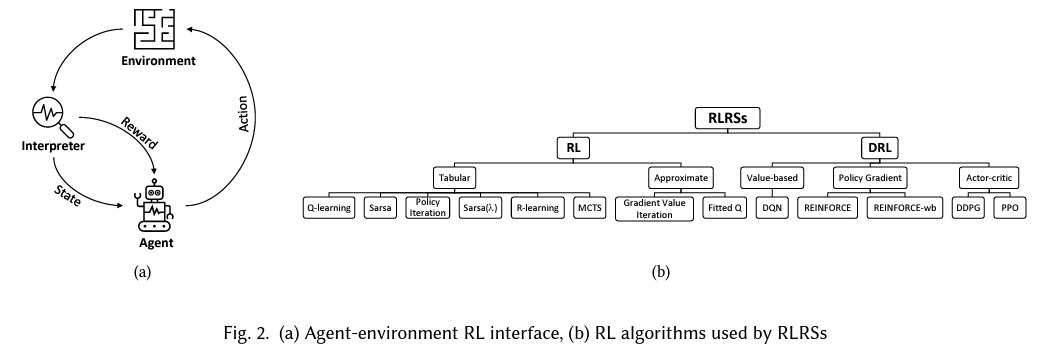 Environment
Interpreter
Reward
State
Action
Agent
(a)
RLRSs
RL
DRL
Tabular
Approximate
Value-based
Policy Gradient
Actor-critic
Q-learning
Sarsa
Policy
Iteration
Sarsa(λ)
R-learning
MCTS
Gradient Value
Iteration
Fitted Q
DQN
REINFORCE
REINFORCE-wb
DDPG
PPO
(b)
Fig. 2. (a) Agent-environment RL interface, (b) RL algorithms used by RLRSs